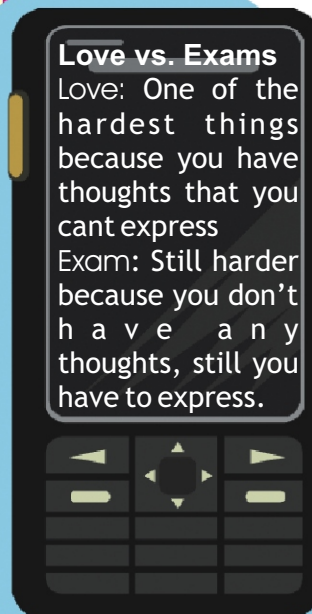 Love vs. Exams
Love: One of the
hardest things
because you have
thoughts that you
cant express
Exam: Still harder
because you don’t
have any
thoughts, still you
have to express.